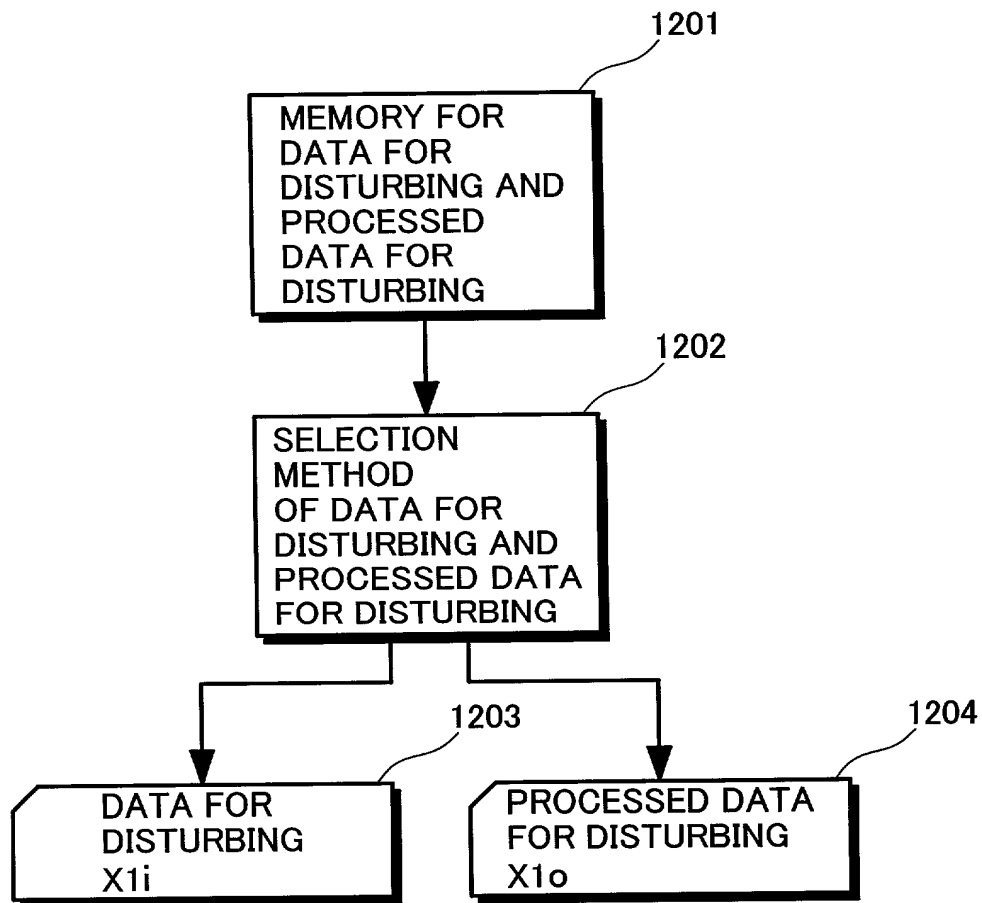 1201
MEMORY FOR
DATA FOR
DISTURBING AND
PROCESSED
DATA FOR
DISTURBING
1202
SELECTION
METHOD
OF DATA FOR
DISTURBING AND
PROCESSED DATA
FOR DISTURBING
1203
DATA FOR
DISTURBING
X1i
1204
PROCESSED DATA
FOR DISTURBING
X1o